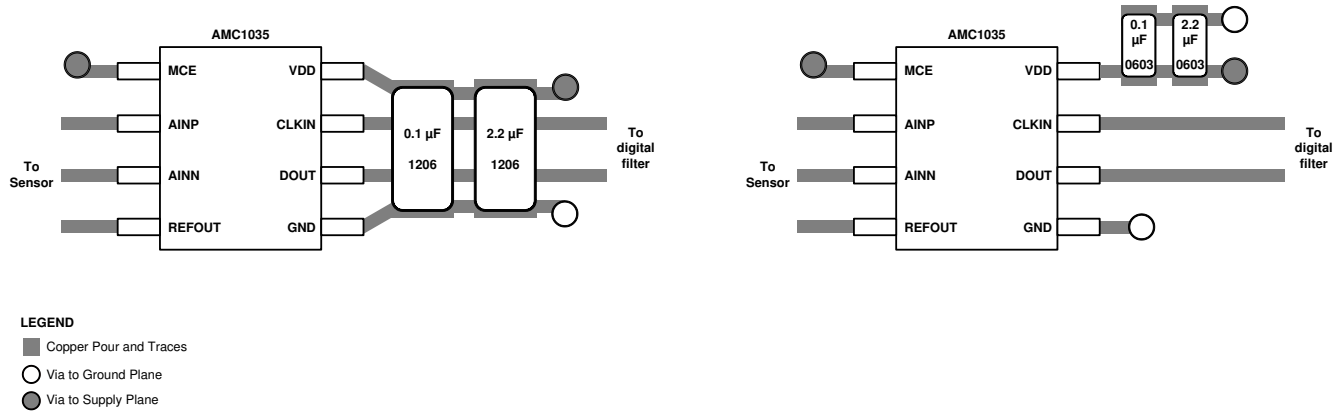 AMC1035
MCE
VDD
AINP
CLKIN
AINN
DOUT
REFOUT
GND
To
Sensor
0.1 µF
1206
2.2 µF
1206
To
digital
filter
AMC1035
MCE
VDD
AINP
CLKIN
AINN
DOUT
REFOUT
GND
To
Sensor
0.1
µF
0603
2.2
µF
0603
To
digital
filter
LEGEND
Copper Pour and Traces
Via to Ground Plane
Via to Supply Plane